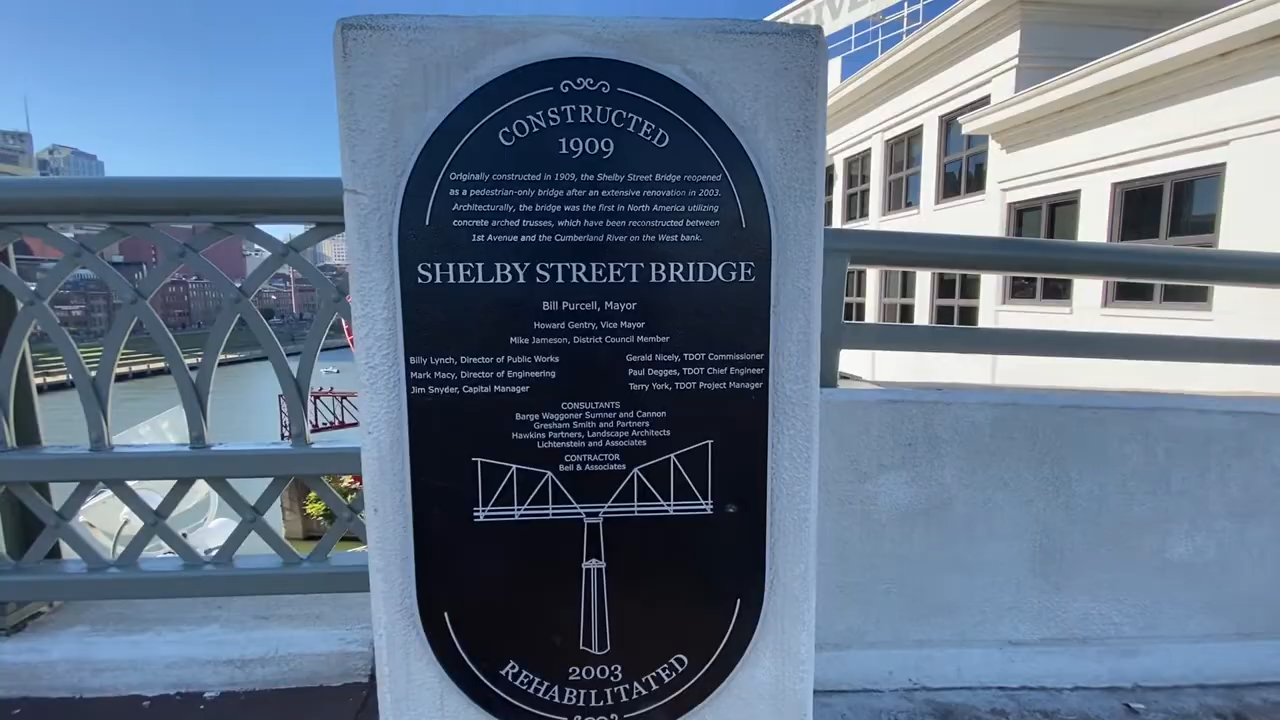 RIVE
CONSTRUCTED
1909
Originally constructed in 1909, the Shelby Street Bridge reopened
as a pedestrian-only bridge after an extensive renovation in 2003.
Architecturally, the bridge was the first in North America utilizing
concrete arched trusses, which have been reconstructed between
1st Avenue and the Cumberland River on the West bank.
SHELBY STREET BRIDGE
Bill Purcell, Mayor
Howard Gentry, Vice Mayor
Mike Jameson, District Council Member
Billy Lynch, Director of Public Works
Mark Macy, Director of Engineering
Jim Snyder, Capital Manager
Gerald Nicely, TDOT Commissioner
Paul Degges, TDOT Chief Engineer
Terry York, TDOT Project Manager
CONSULTANTS
Barge Waggoner Sumner and Cannon
Gresham Smith and Partners
Hawkins Partners, Landscape Architects
Lichtenstein and Associates
CONTRACTOR
Bell & Associates
2003
REHABILITATED